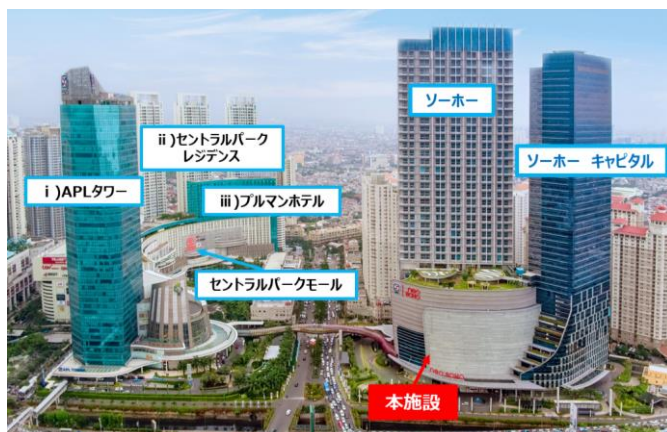 ソーホー
ⅱ)セントラルパーク
レジデンス
ソーホー キャピタル
ⅰ)APLタワー
ⅲ)プルマンホテル
セントラルパークモール
本施設